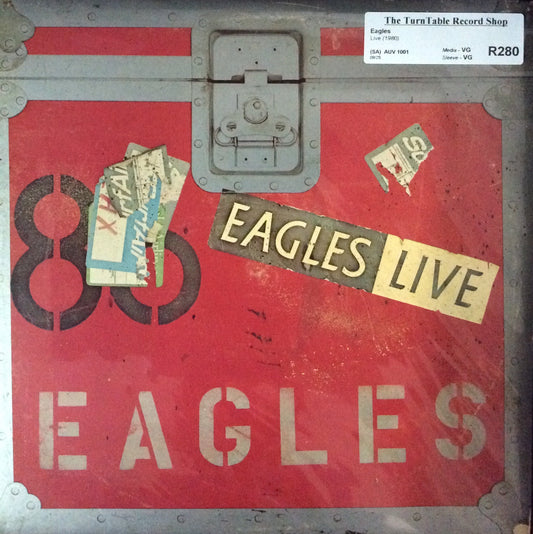 The TurnTable Record Shop
Eagles
Live (1980)
(SA) AUV 1001 Media - VG R280
Sleeve - VG
EAGLES LIVE
86
EAGLES